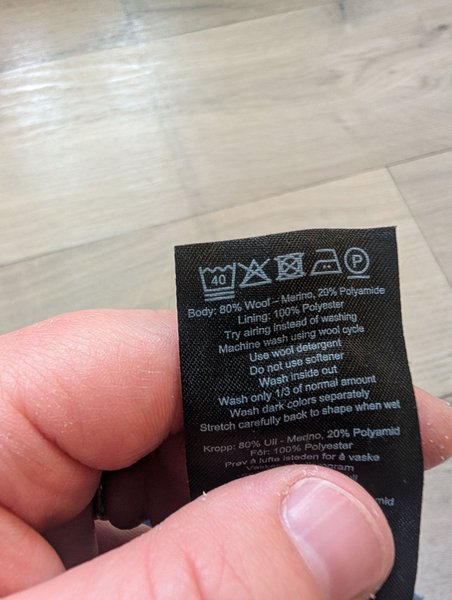 40 P
Body: 80% Wool – Merino, 20% Polyamide
Lining: 100% Polyester
Try airing instead of washing
Machine wash using wool cycle
Use wool detergent
Do not use softener
Wash inside out
Wash only 1/3 of normal amount
Wash dark colors separately
Stretch carefully back to shape when wet
Kropp: 80% Ull - Merino, 20% Polyamid
Fôr: 100% Polyester
Prøv å lufte isteden for å vaske